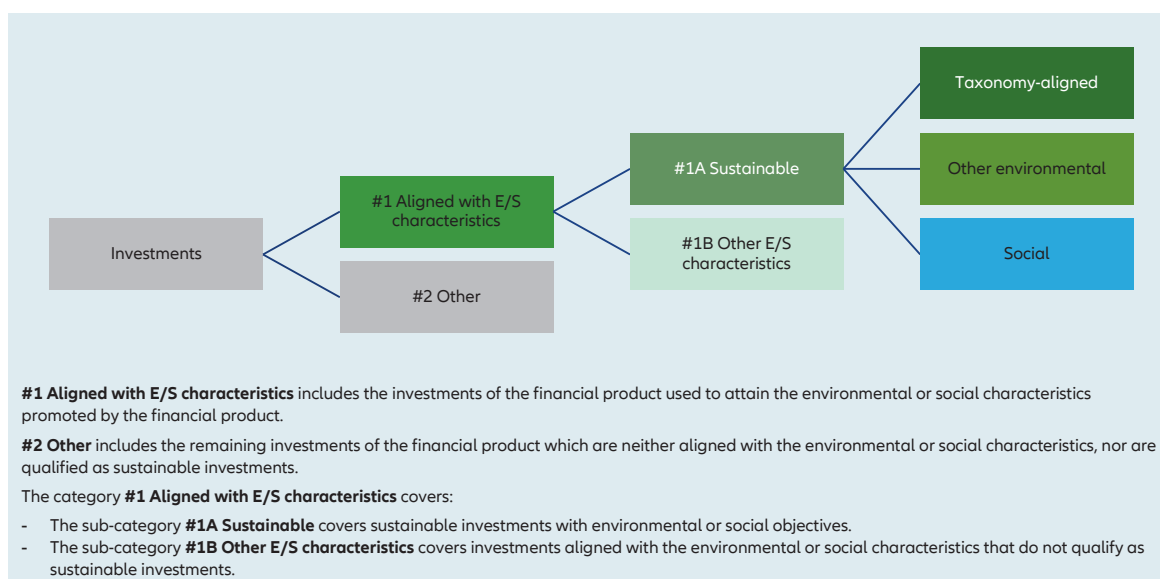 Taxonomy-aligned
#1A Sustainable
Other environmental
#1 Aligned with E/S
characteristics
Investments
#1B Other E/S
characteristics
Social
#2 Other
#1 Aligned with E/S characteristics includes the investments of the financial product used to attain the environmental or social characteristics
promoted by the financial product.
#2 Other includes the remaining investments of the financial product which are neither aligned with the environmental or social characteristics, nor are
qualified as sustainable investments.
The category #1 Aligned with E/S characteristics covers:
- The sub-category #1A Sustainable covers sustainable investments with environmental or social objectives.
- The sub-category #1B Other E/S characteristics covers investments aligned with the environmental or social characteristics that do not qualify as
sustainable investments.